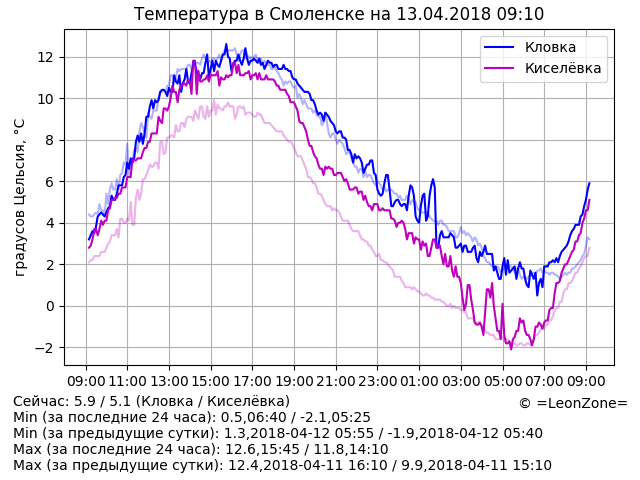 Температура в Смоленске на 13.04.2018 09:10
градусов Цельсия, °C
12
10
8
6
4
2
0
−2
Кловка
Киселёвка
09:00 11:00 13:00 15:00 17:00 19:00 21:00 23:00 01:00 03:00 05:00 07:00 09:00
Сейчас: 5.9 / 5.1 (Кловка / Киселёвка)
© =LeonZone=
Min (за последние 24 часа): 0.5,06:40 / -2.1,05:25
Min (за предыдущие сутки): 1.3,2018-04-12 05:55 / -1.9,2018-04-12 05:40
Max (за последние 24 часа): 12.6,15:45 / 11.8,14:10
Max (за предыдущие сутки): 12.4,2018-04-11 16:10 / 9.9,2018-04-11 15:10